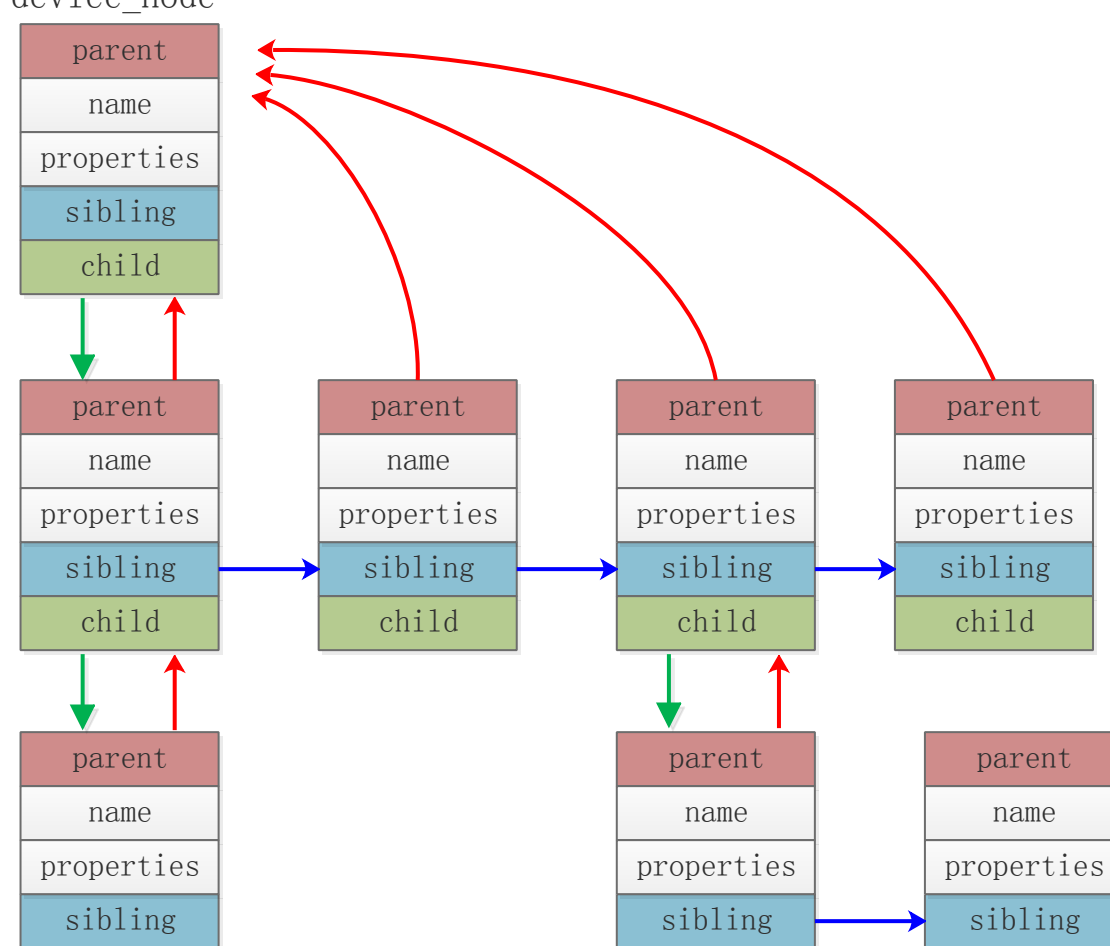 device_node
parent
name
properties
sibling
child
parent
name
properties
sibling
child
parent
name
properties
sibling
child
parent
name
properties
sibling
child
parent
name
properties
sibling
child
parent
name
properties
sibling
parent
name
properties
sibling
parent
name
properties
sibling